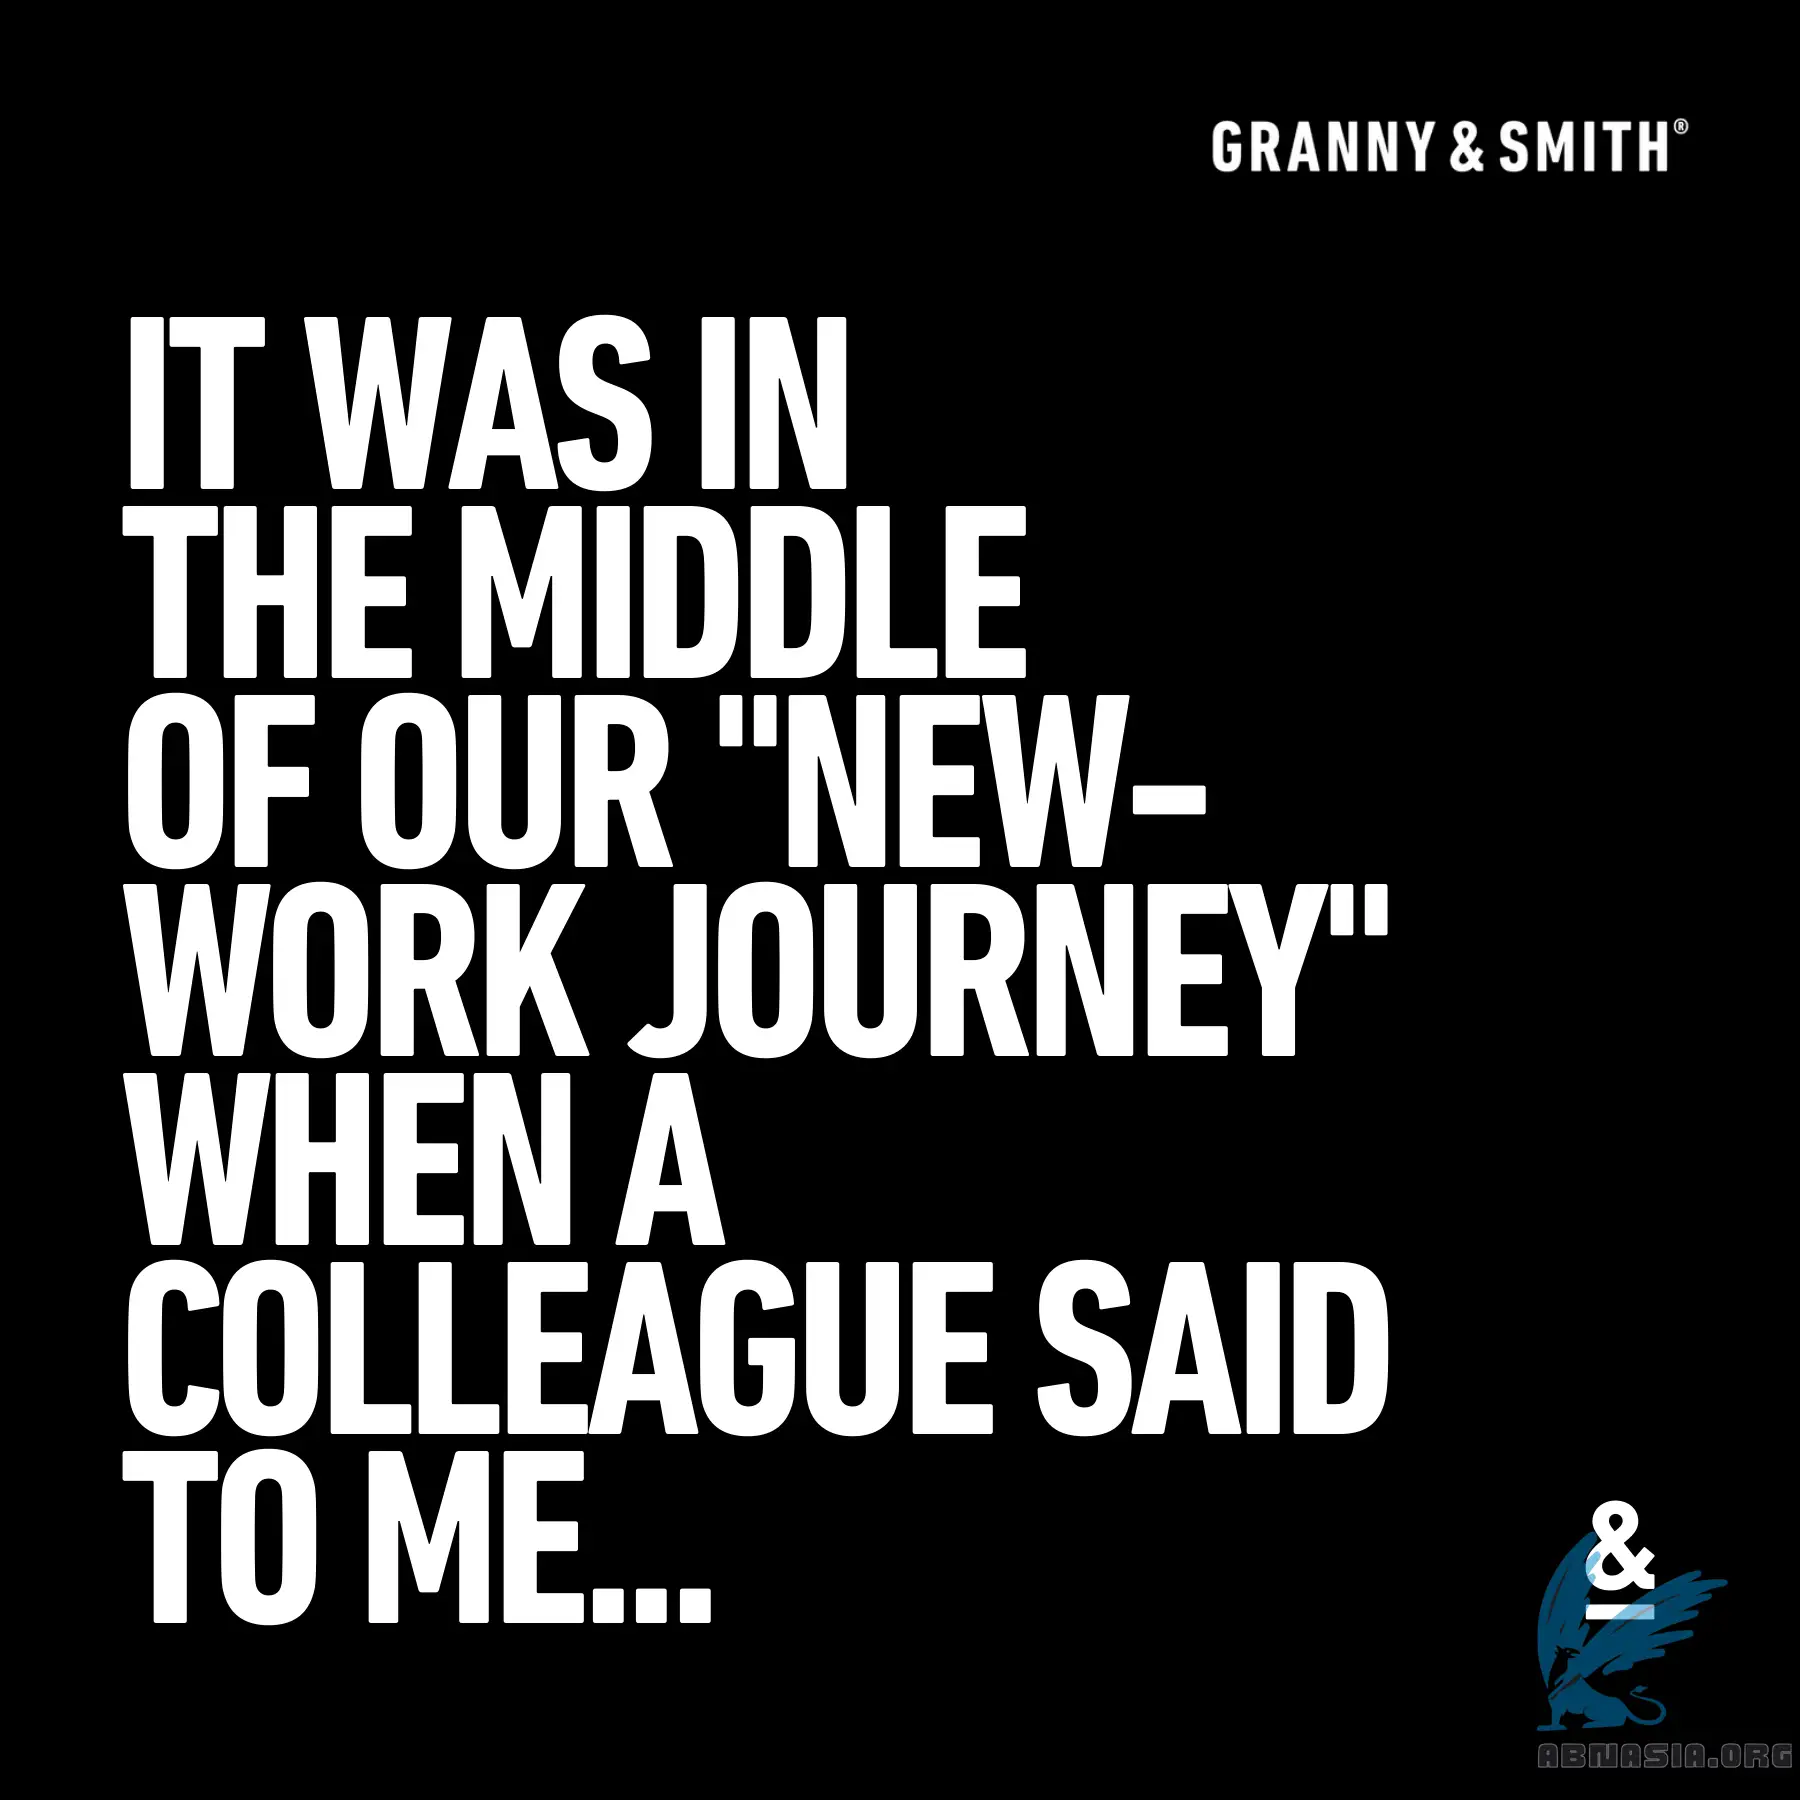 GRANNY & SMITH®
IT WAS IN
THE MIDDLE
OF OUR "NEW-
WORK JOURNEY"
WHEN A
COLLEAGUE SAID
TO ME...
&
ABNASIA.ORG